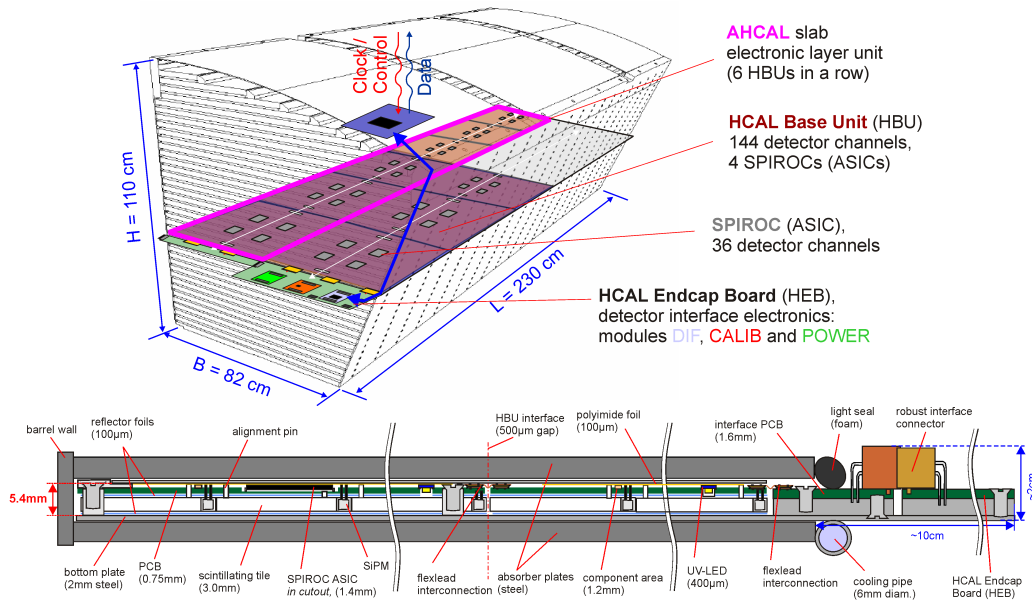 AHCAL slab
electronic layer unit
(6 HBUs in a row)
Clock /
Control
Data
HCAL Base Unit (HBU)
144 detector channels,
4 SPIROCs (ASICs)
H = 110 cm
SPIROC (ASIC),
36 detector channels
L = 230 cm
HCAL Endcap Board (HEB),
detector interface electronics:
modules DIF, CALIB and POWER
B = 82 cm
barrel wall
reflector foils
(100µm)
alignment pin
HBU interface
(500µm gap)
polyimide foil
(100µm)
interface PCB
(1.6mm)
light seal
(foam)
robust interface
connector
5.4mm
~2cm
~10cm
bottom plate
(2mm steel)
PCB
(0.75mm)
scintillating tile
(3.0mm)
SPIROC ASIC
in cutout, (1.4mm)
SiPM
flexlead
interconnection
absorber plates
(steel)
component area
(1.2mm)
UV-LED
(400µm)
flexlead
interconnection
cooling pipe
(6mm diam.)
HCAL Endcap
Board (HEB)